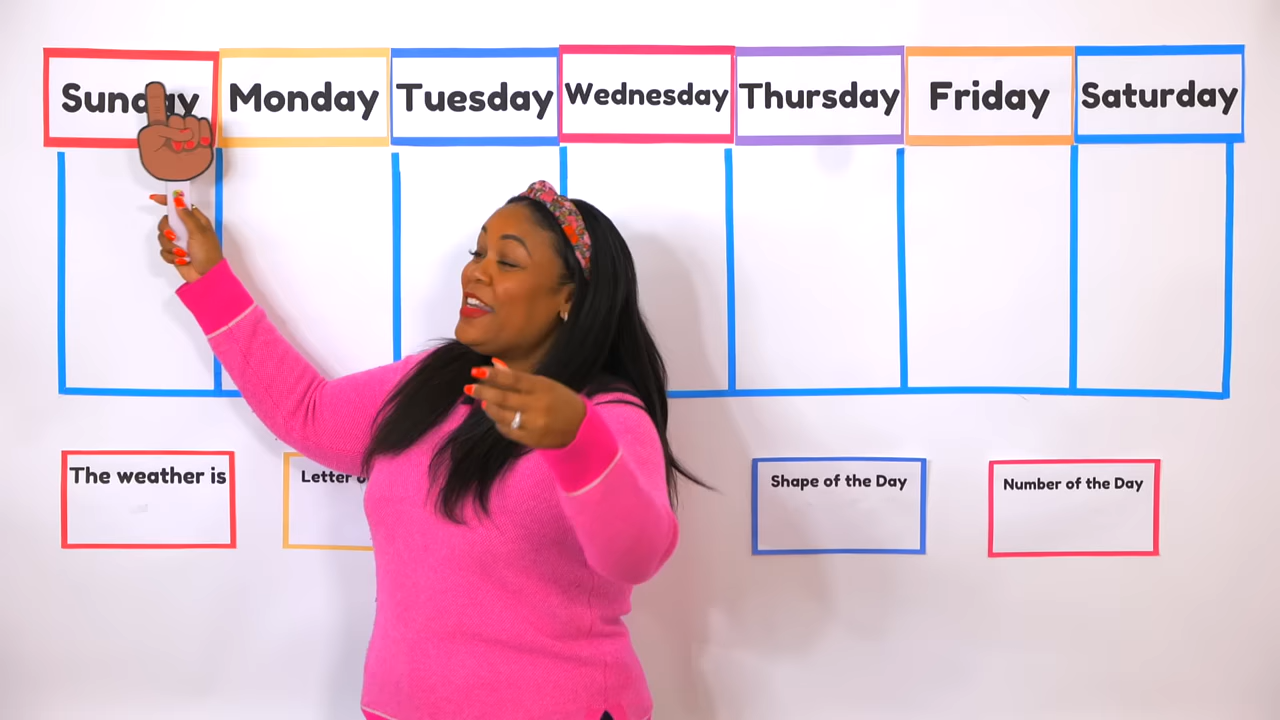 Sunday Monday Tuesday Wednesday Thursday Friday Saturday
The weather is
Letter
Shape of the Day
Number of the Day